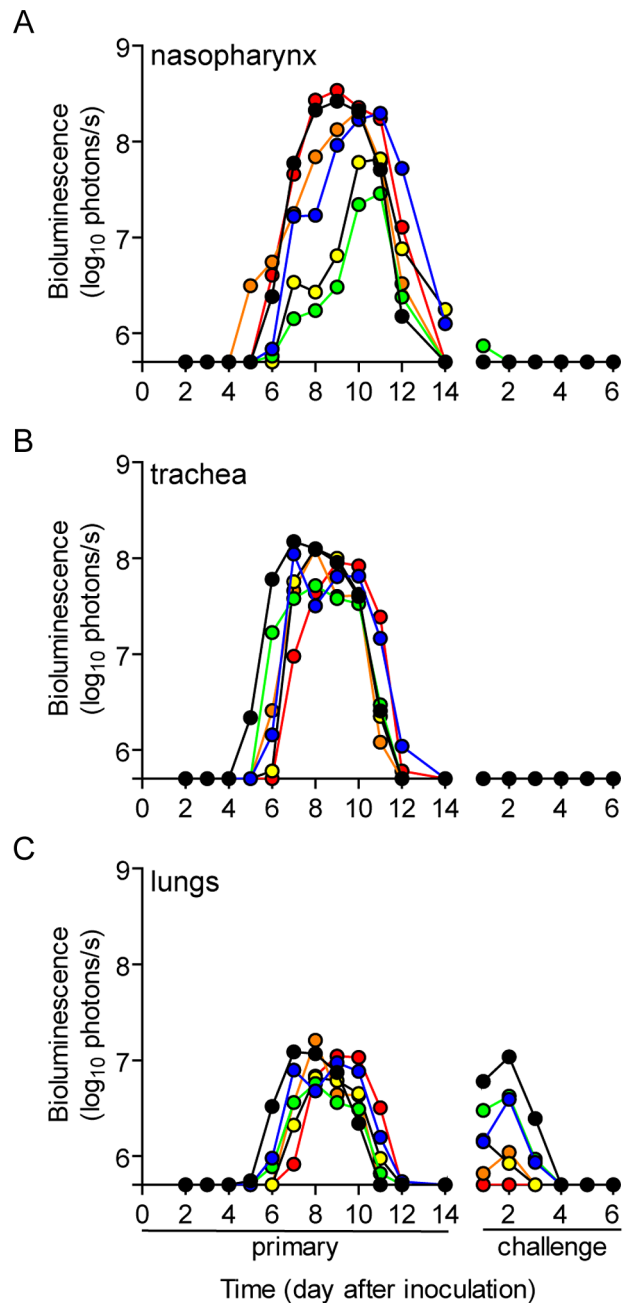 A
nasopharynx
Bioluminescence
(log10 photons/s)
9
8
7
6
0 2 4 6 8 10 12 14 2 4 6
B
trachea
Bioluminescence
(log10 photons/s)
9
8
7
6
0 2 4 6 8 10 12 14 2 4 6
C
lungs
Bioluminescence
(log10 photons/s)
9
8
7
6
0 2 4 6 8 10 12 14 2 4 6
primary challenge
Time (day after inoculation)